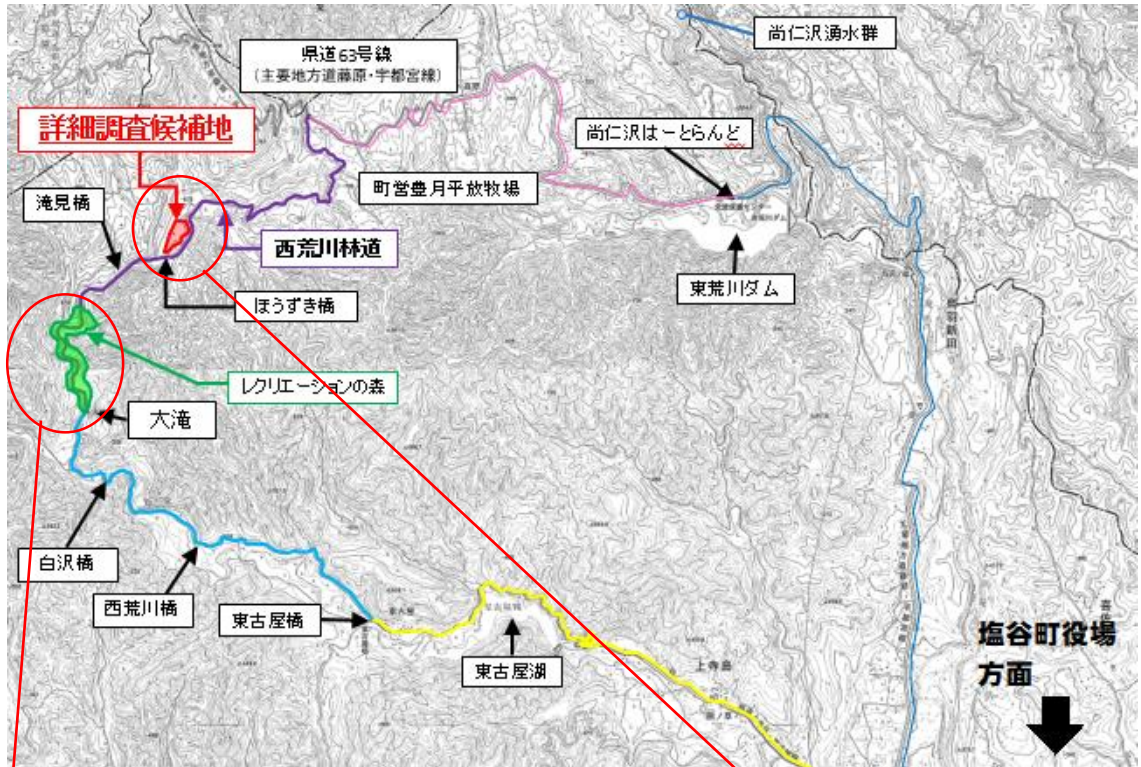 尚仁沢湧水群
県道63号線
(主要地方道藤原・宇都宮線)
詳細調査候補地
尚仁沢はーとらんど
町営豊月平放牧場
滝見橋
西荒川林道
東荒川ダム
ほうずき橋
レクリエーションの森
大滝
白沢橋
西荒川橋
東古屋橋
東古屋湖
上寺島
塩谷町役場
方面